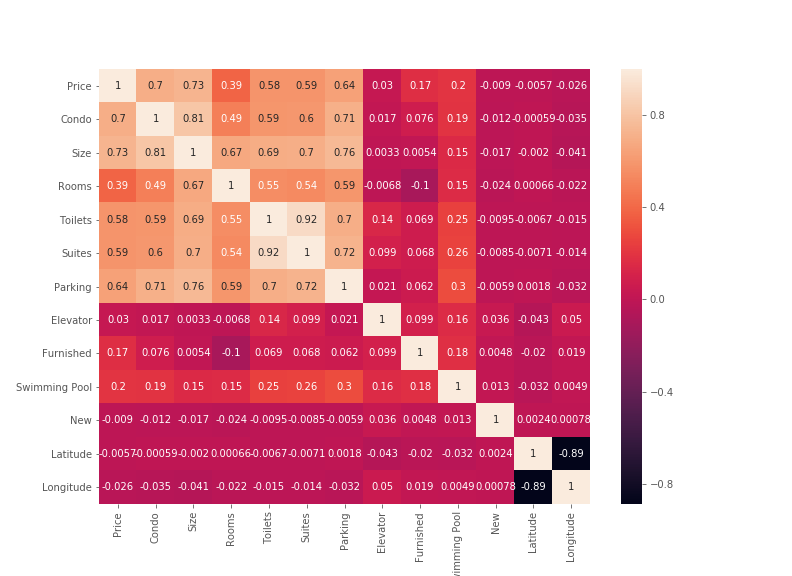 Price 1 0.7 0.73 0.39 0.58 0.59 0.64 0.03 0.17 0.2 -0.009 -0.0057 -0.026
Condo 0.7 1 0.81 0.49 0.59 0.6 0.71 0.017 0.076 0.19 -0.012 -0.00059 -0.035
Size 0.73 0.81 1 0.67 0.69 0.7 0.76 0.0033 0.0054 0.15 -0.017 -0.002 -0.041
Rooms 0.39 0.49 0.67 1 0.55 0.54 0.59 -0.0068 -0.1 0.15 -0.024 0.00066 -0.022
Toilets 0.58 0.59 0.69 0.55 1 0.92 0.7 0.14 0.069 0.25 -0.0095 -0.0067 -0.015
Suites 0.59 0.6 0.7 0.54 0.92 1 0.72 0.099 0.068 0.26 -0.0085 -0.0071 -0.014
Parking 0.64 0.71 0.76 0.59 0.7 0.72 1 0.021 0.062 0.3 -0.0059 0.0018 -0.032
Elevator 0.03 0.017 0.0033 -0.0068 0.14 0.099 0.021 1 0.099 0.16 0.036 -0.043 0.05
Furnished 0.17 0.076 0.0054 -0.1 0.069 0.068 0.062 0.099 1 0.18 0.0048 -0.02 0.019
Swimming Pool 0.2 0.19 0.15 0.15 0.25 0.26 0.3 0.16 0.18 1 0.013 -0.032 0.0049
New -0.009 -0.012 -0.017 -0.024 -0.0095 -0.0085 -0.0059 0.036 0.0048 0.013 1 0.0024 0.00078
Latitude -0.0057 -0.00059 -0.002 0.00066 -0.0067 -0.0071 0.0018 -0.043 -0.02 -0.032 0.0024 1 -0.89
Longitude -0.026 -0.035 -0.041 -0.022 -0.015 -0.014 -0.032 0.05 0.019 0.0049 0.00078 -0.89 1
Price
Condo
Size
Rooms
Toilets
Suites
Parking
Elevator
Furnished
wimming Pool
New
Latitude
Longitude
0.8
0.4
0.0
−0.4
−0.8